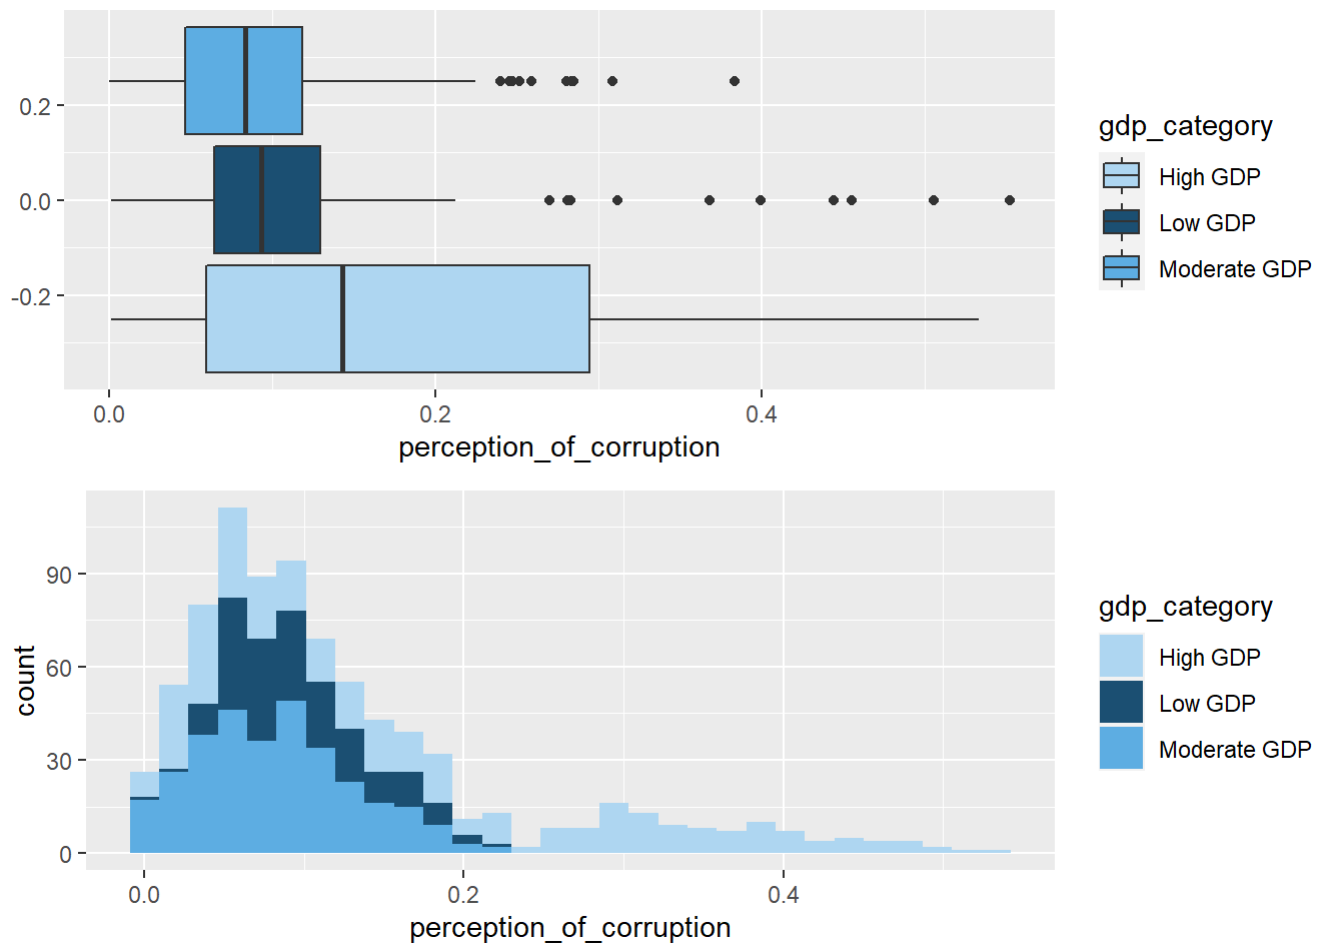 0.2
0.0
-0.2
0.0 0.2 0.4
perception_of_corruption
gdp_category
High GDP
Low GDP
Moderate GDP
90
60
30
0
count
0.0 0.2 0.4
perception_of_corruption
gdp_category
High GDP
Low GDP
Moderate GDP